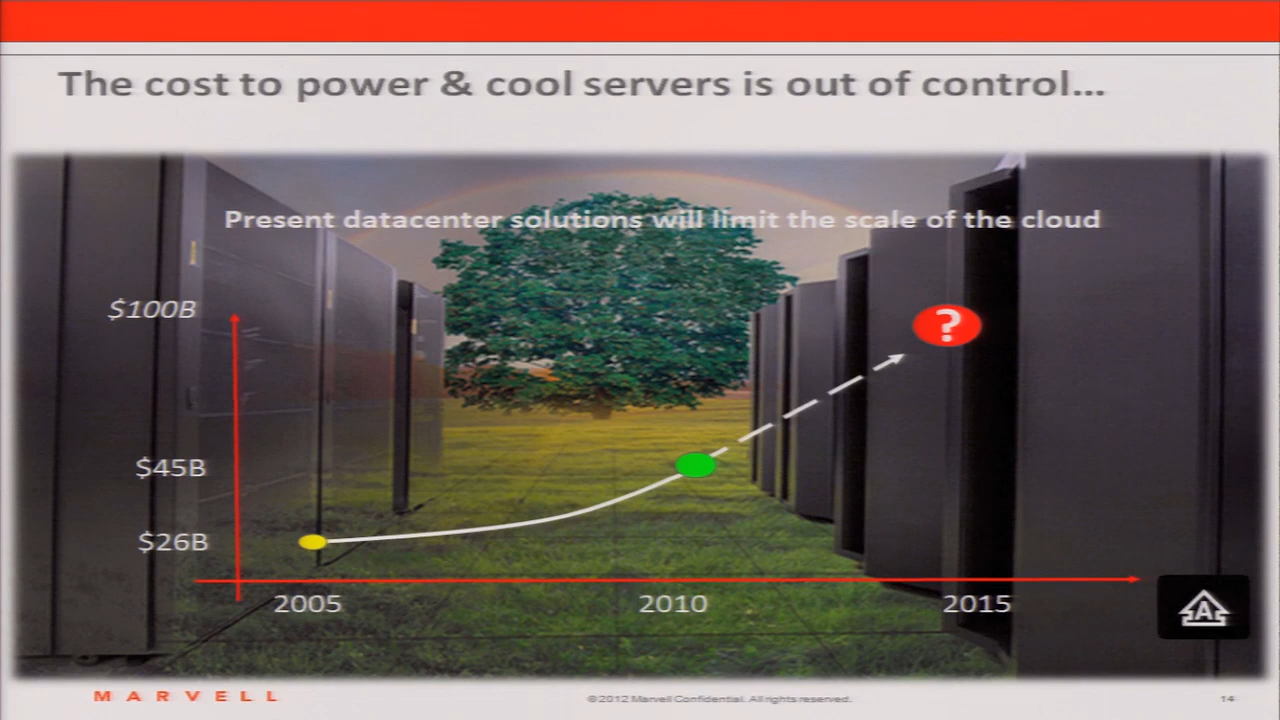 The cost to power & cool servers is out of control...
Present datacenter solutions will limit the scale of the cloud
$100B
?
$45B
$26B
2005 2010 2015
A
MARVELL
©2012 Marvell Confidential. All rights reserved.
14